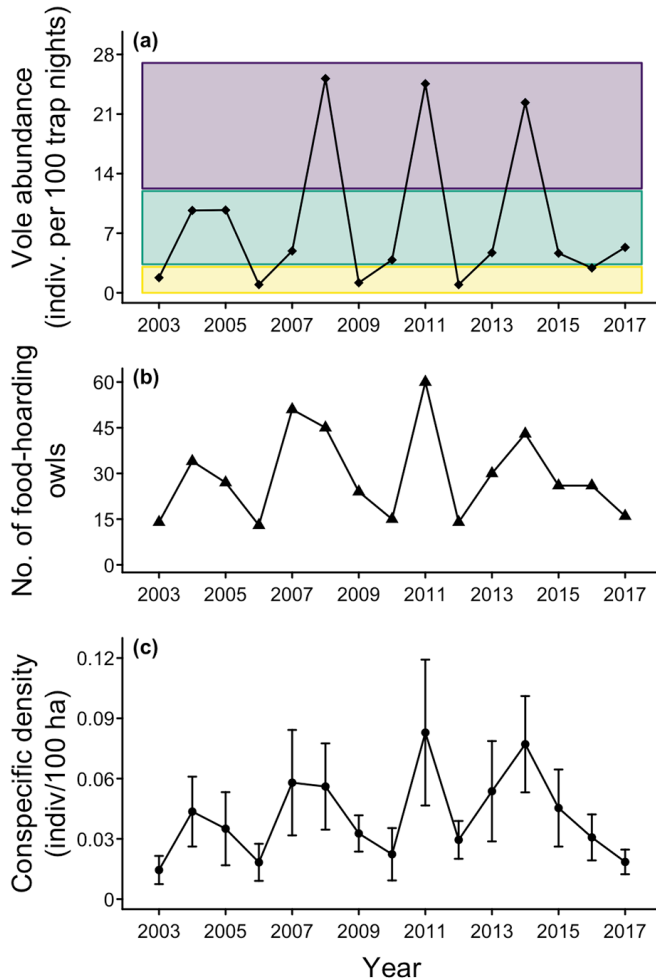 (a)
Vole abundance
(indiv. per 100 trap nights)
28
21
14
7
0
2003 2005 2007 2009 2011 2013 2015 2017
(b)
No. of food-hoarding
owls
60
45
30
15
0
2003 2005 2007 2009 2011 2013 2015 2017
(c)
Conspecific density
(indiv/100 ha)
0.12
0.09
0.06
0.03
0
2003 2005 2007 2009 2011 2013 2015 2017
Year